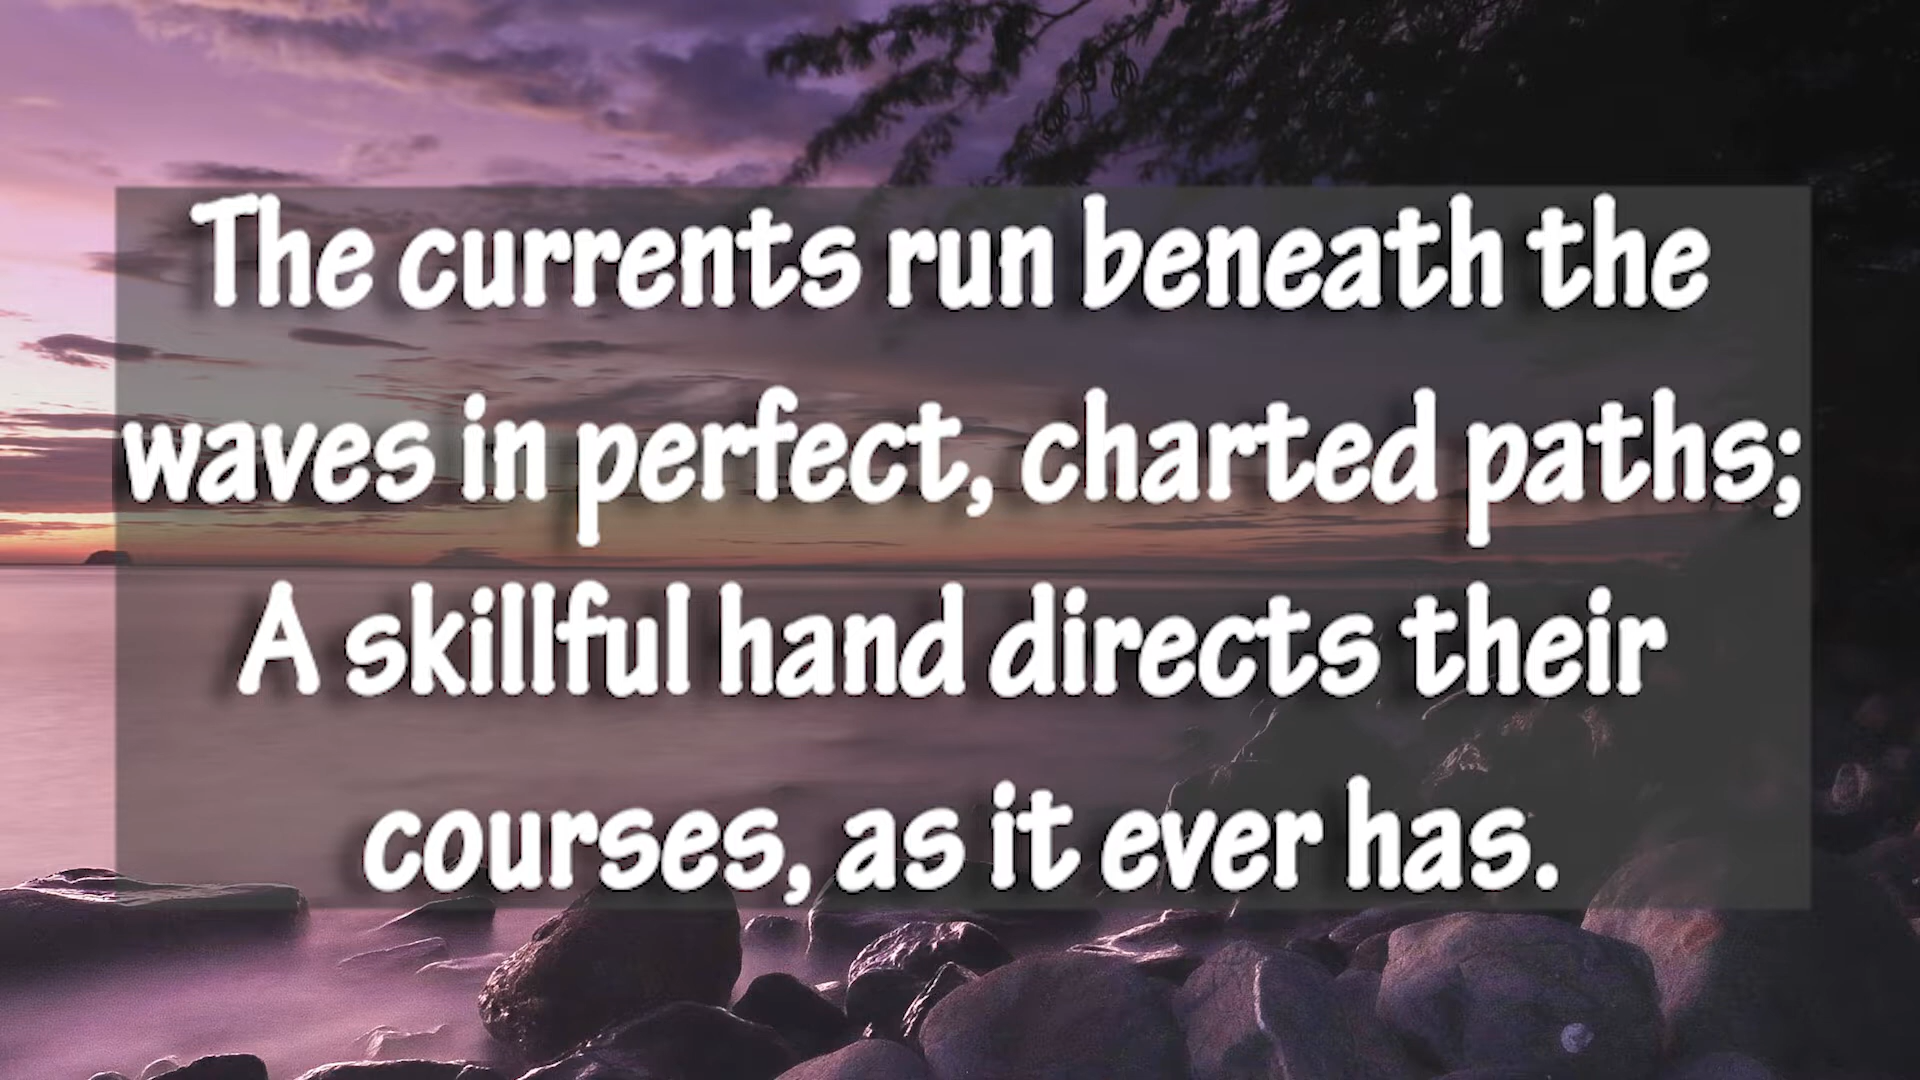 The currents run beneath the
waves in perfect, charted paths;
A skillful hand directs their
courses, as it ever has.